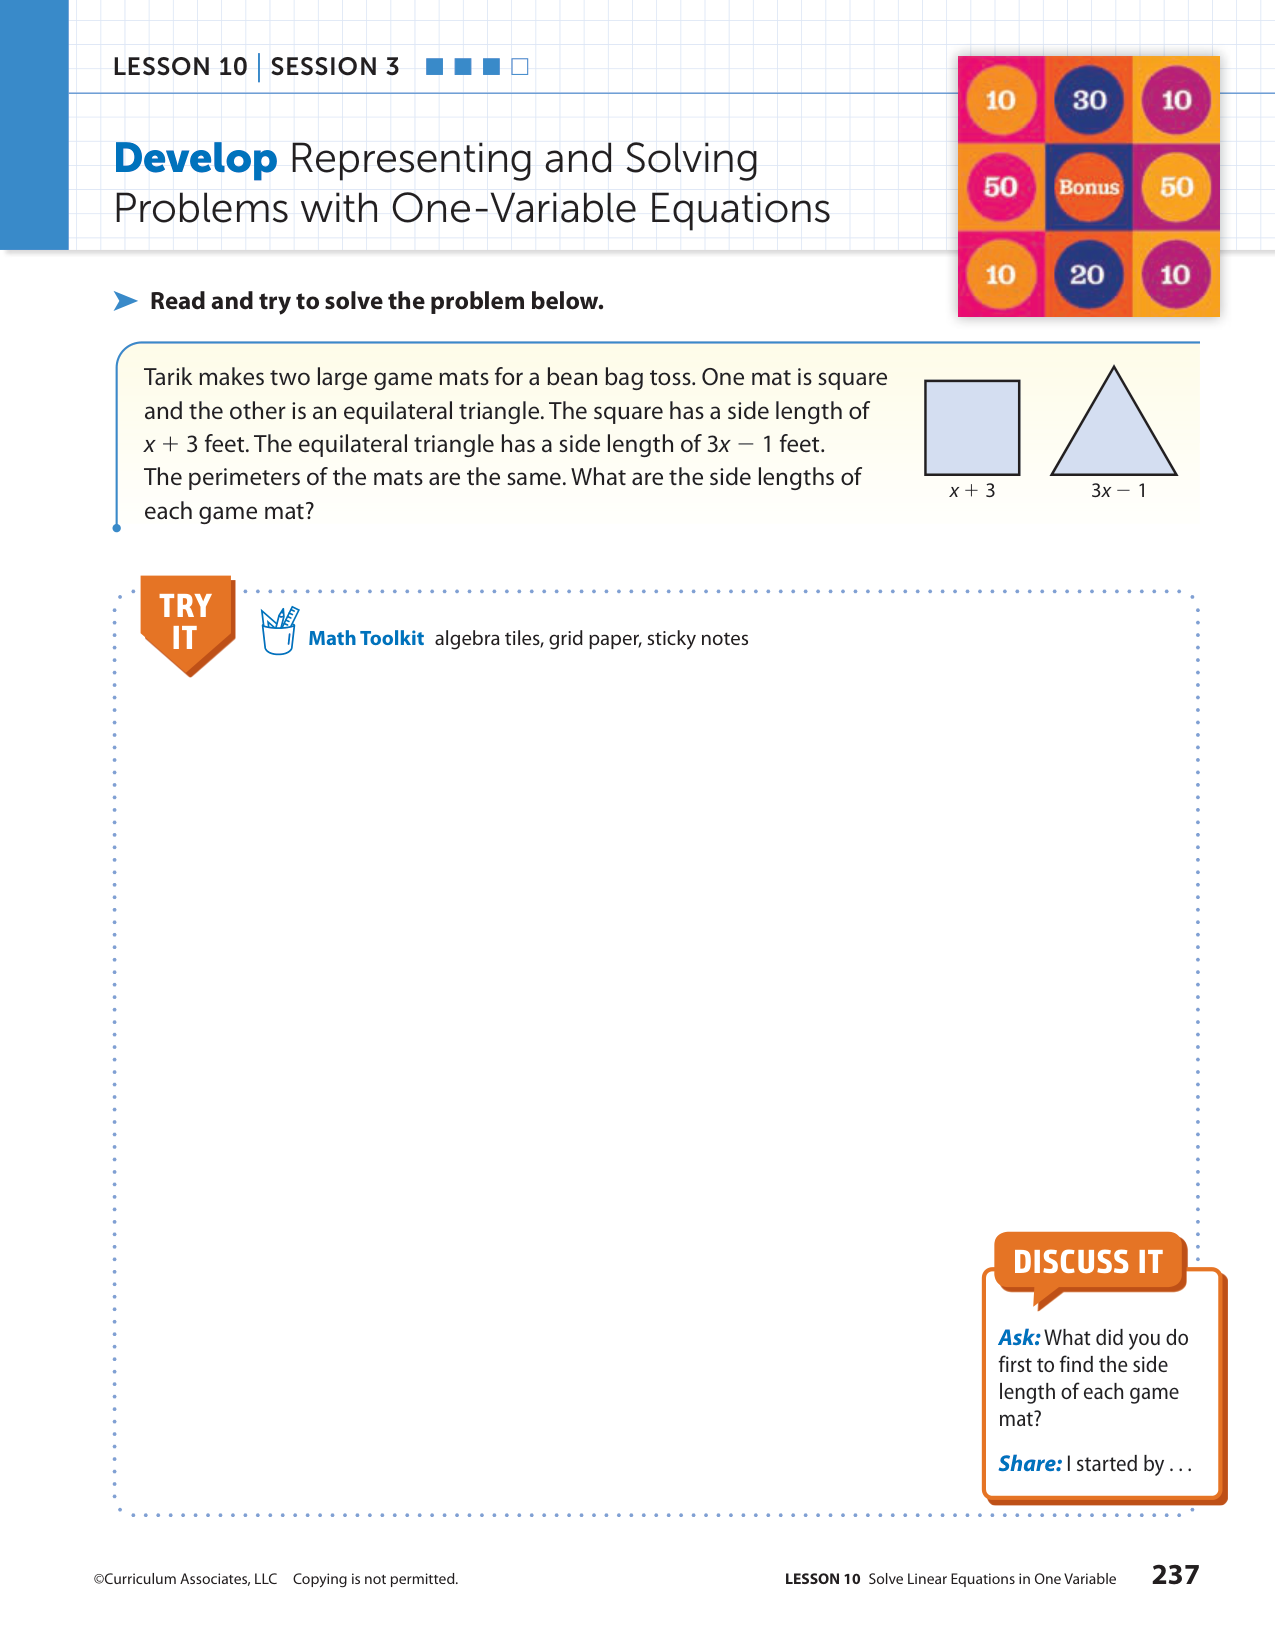 LESSON 10 | SESSION 3
Develop Representing and Solving
Problems with One-Variable Equations
10 30 10
50 Bonus 50
10 20 10
Read and try to solve the problem below.
Tarik makes two large game mats for a bean bag toss. One mat is square
and the other is an equilateral triangle. The square has a side length of
x + 3 feet. The equilateral triangle has a side length of 3x − 1 feet.
The perimeters of the mats are the same. What are the side lengths of
each game mat?
x + 3
3x − 1
TRY
IT
Math Toolkit algebra tiles, grid paper, sticky notes
DISCUSS IT
Ask: What did you do
first to find the side
length of each game
mat?
Share: I started by . . .
©Curriculum Associates, LLC Copying is not permitted.
LESSON 10 Solve Linear Equations in One Variable 237